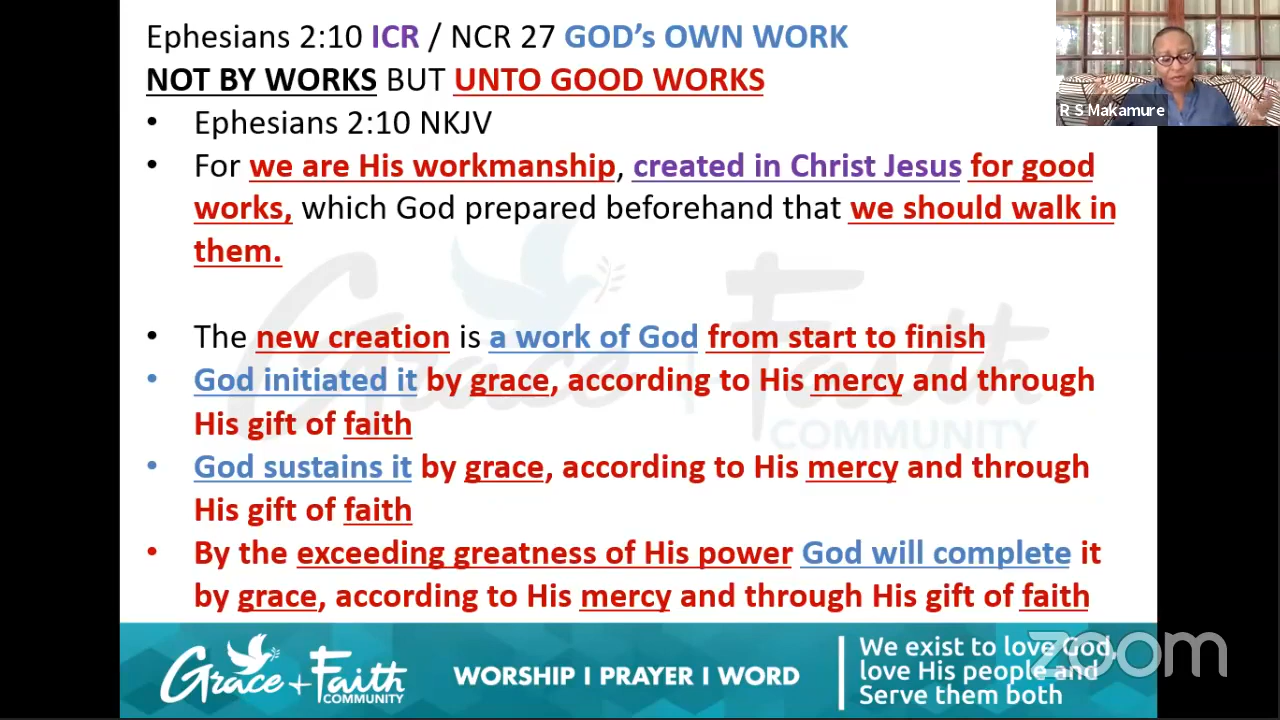 Ephesians 2:10 ICR / NCR 27 GOD's OWN WORK
NOT BY WORKS BUT UNTO GOOD WORKS
• Ephesians 2:10 NKJV
• For we are His workmanship, created in Christ Jesus for good
works, which God prepared beforehand that we should walk in
them.
• The new creation is a work of God from start to finish
• God initiated it by grace, according to His mercy and through
His gift of faith
• God sustains it by grace, according to His mercy and through
His gift of faith
• By the exceeding greatness of His power God will complete it
by grace, according to His mercy and through His gift of faith
R S Makamure
Grace + Faith
COMMUNITY
Grace + Faith
COMMUNITY
WORSHIP I PRAYER I WORD
We exist to love God,
love His people and
Serve them both
zoom